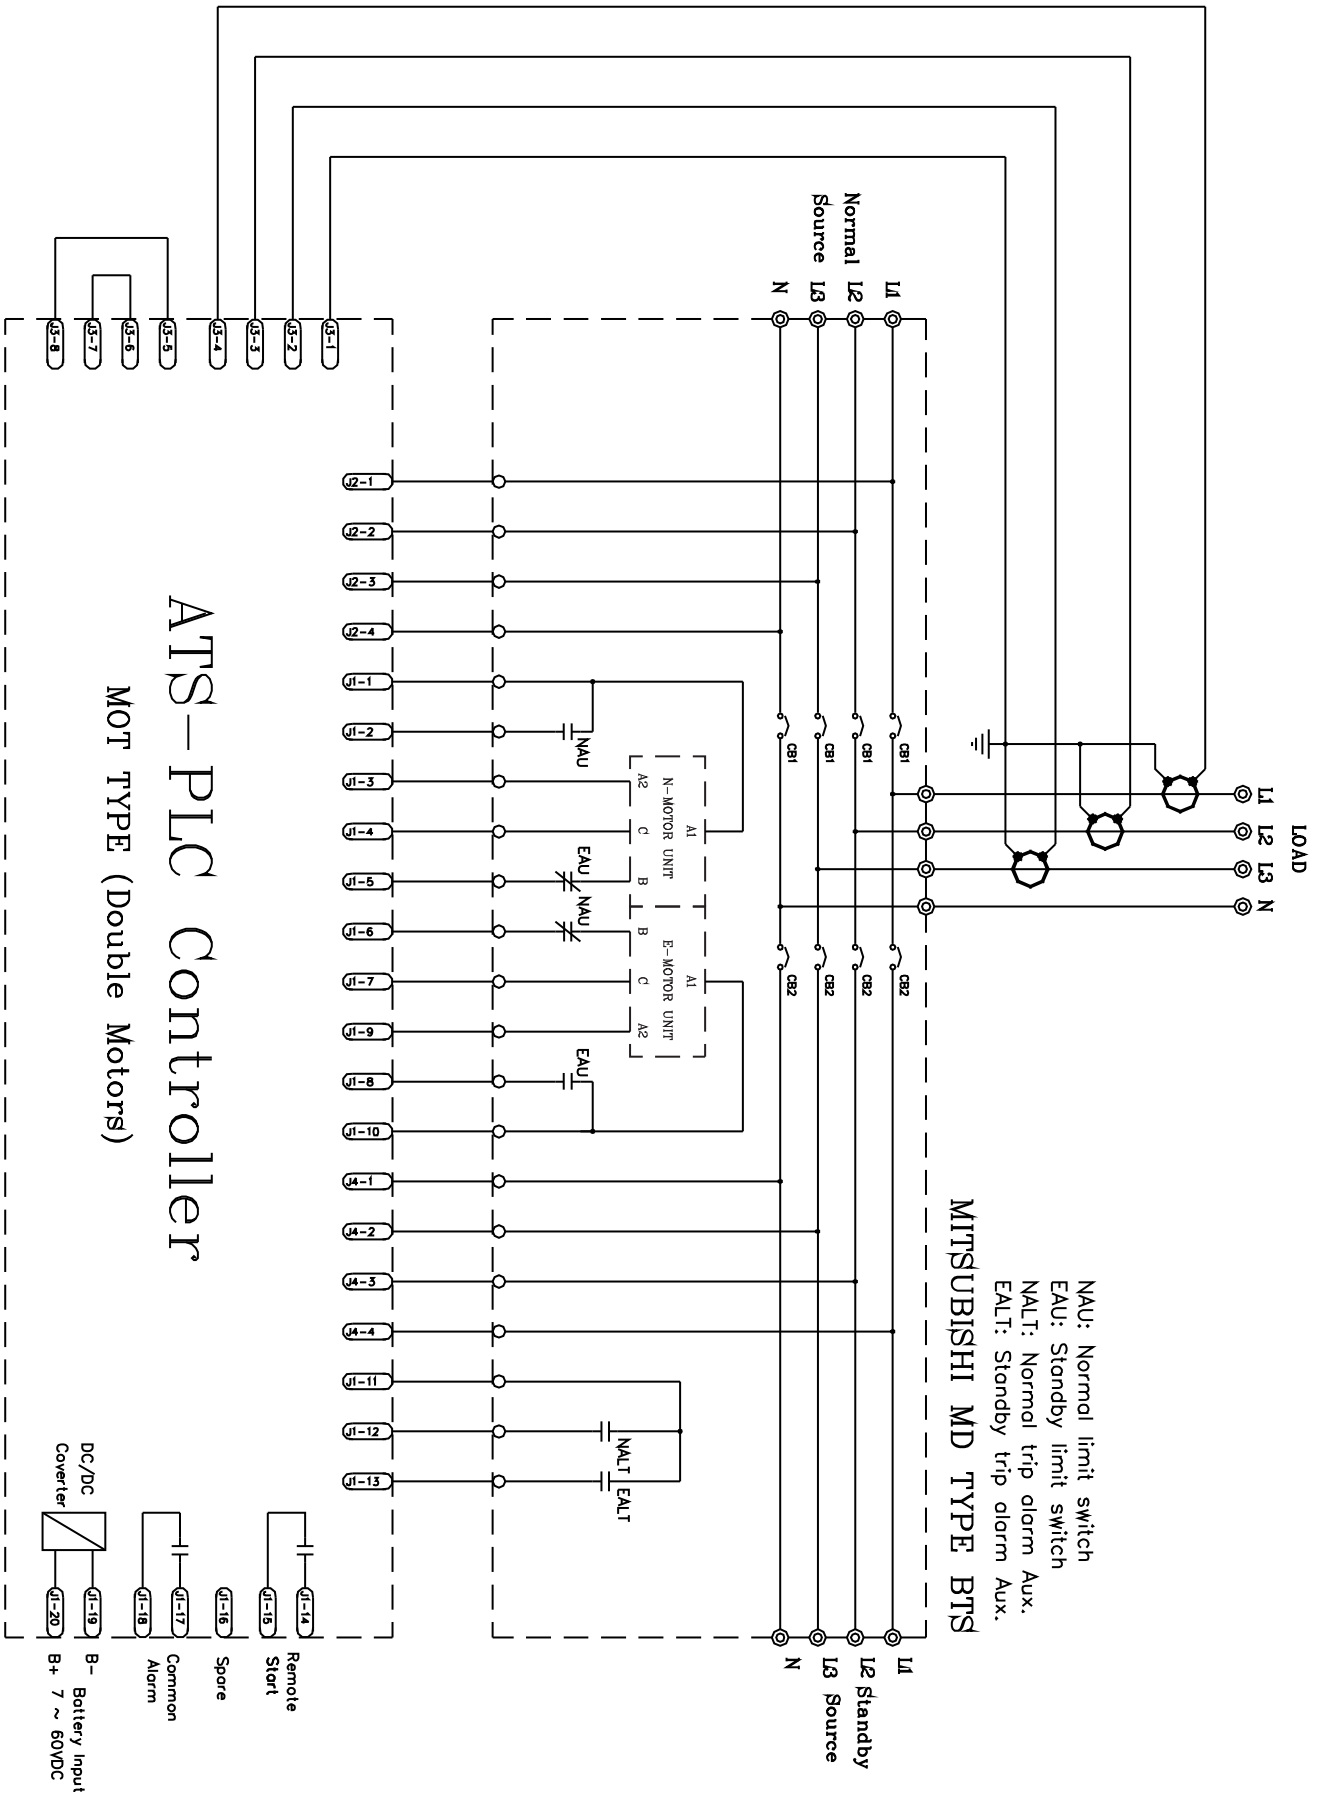 LOAD
L1
L2
L3
N
NAU: Normal limit switch
EAU: Standby limit switch
NALT: Normal trip alarm Aux.
EALT: Standby trip alarm Aux.
MITSUBISHI MD TYPE BTS
Normal
Source
L1
L2
L3
N
L1
L2 Standby
L3 Source
N
CB1
CB1
CB1
CB1
CB2
CB2
CB2
CB2
A1
N-MOTOR UNIT
A2
C
B
A1
E-MOTOR UNIT
B
C
A2
NAU
EAU
NAU
EAU
NALT
EALT
J2-1
J2-2
J2-3
J2-4
J1-1
J1-2
J1-3
J1-4
J1-5
J1-6
J1-7
J1-9
J1-8
J1-10
J4-1
J4-2
J4-3
J4-4
J1-11
J1-12
J1-13
J3-1
J3-2
J3-3
J3-4
J3-5
J3-6
J3-7
J3-8
ATS-PLC Controller
MOT TYPE (Double Motors)
J1-14
J1-15
Remote
Start
J1-16
Spare
J1-17
J1-18
Common
Alarm
DC/DC
Coverter
J1-19
J1-20
B- Battery Input
B+ 7 ~ 60VDC